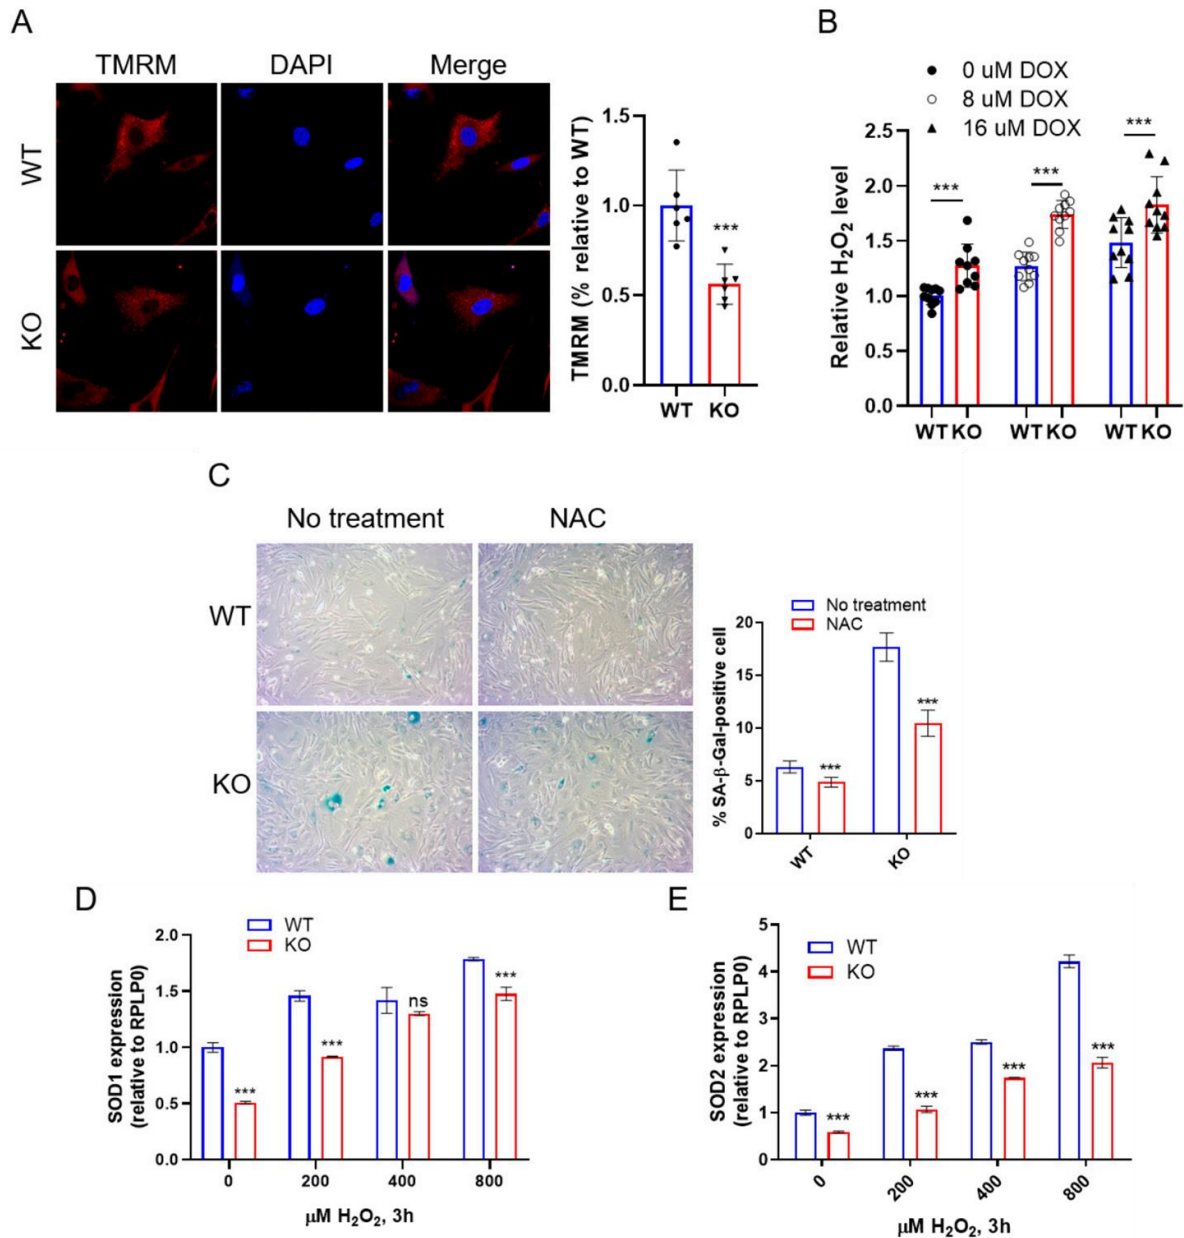 A
TMRM DAPI Merge
WT
KO
TMRM (% relative to WT)
1.5
1.0
0.5
0.0
***
WT KO
B
0 uM DOX
8 uM DOX
16 uM DOX
Relative H₂O₂ level
2.5
2.0
1.5
1.0
0.5
0.0
***
***
***
WT KO WT KO WT KO
C
No treatment NAC
WT
KO
No treatment
NAC
% SA-β-Gal-positive cell
20
15
10
5
0
***
***
WT KO
D
WT
KO
SOD1 expression
(relative to RPLP0)
2.0
1.5
1.0
0.5
0.0
***
***
ns
***
0 200 400 800
μM H₂O₂, 3h
E
WT
KO
SOD2 expression
(relative to RPLP0)
5
4
3
2
1
0
***
***
***
***
0 200 400 800
μM H₂O₂, 3h